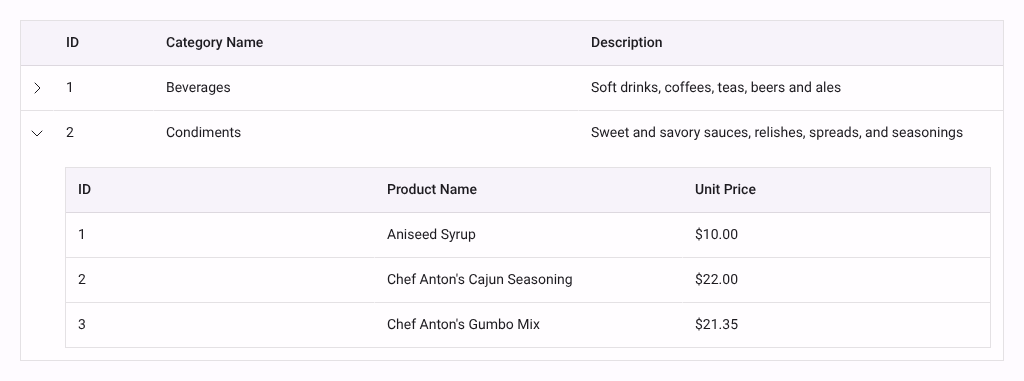 ID Category Name Description
1 Beverages Soft drinks, coffees, teas, beers and ales
2 Condiments Sweet and savory sauces, relishes, spreads, and seasonings
ID Product Name Unit Price
1 Aniseed Syrup $10.00
2 Chef Anton's Cajun Seasoning $22.00
3 Chef Anton's Gumbo Mix $21.35